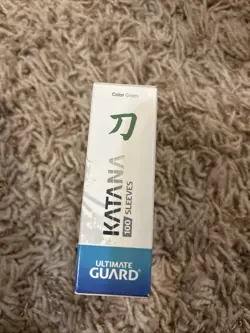 Color Green
刀
KATANA
100 SLEEVES
ULTIMATE
GUARD®